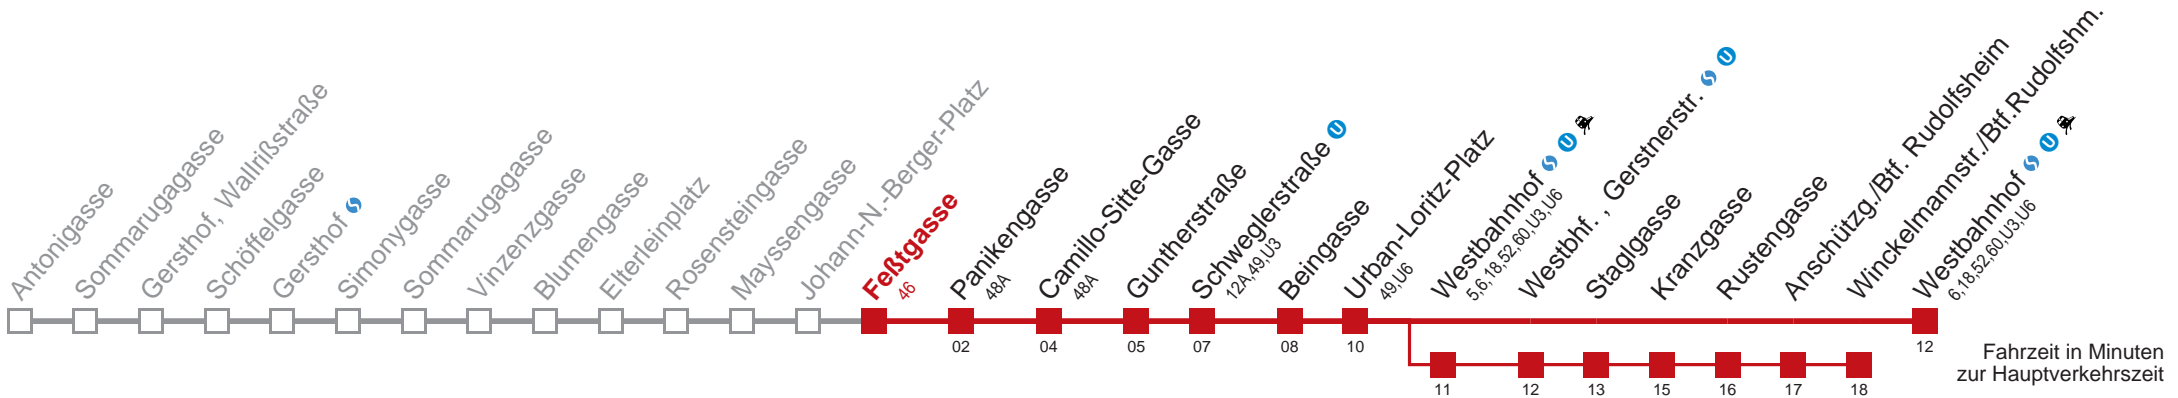 Antonigasse
Sommarugagasse
Gersthof, Wallrißstraße
Schöffelgasse
Gersthof S
Simonygasse
Sommarugagasse
Vinzenzgasse
Blumengasse
Elterleinplatz
Rosensteingasse
Mayssengasse
Johann-N.-Berger-Platz
Feßtgasse
46
Panikengasse
48A
Camillo-Sitte-Gasse
48A
Guntherstraße
Schweglerstraße U
12A,49,U3
Beingasse
Urban-Loritz-Platz
49,U6
Westbahnhof S U
5,6,18,52,60,U3,U6
Westbhf. , Gerstnerstr. S U
Staglgasse
Kranzgasse
Rustengasse
Anschützg./Btf. Rudolfsheim
Winckelmannstr./Btf.Rudolfshm.
Westbahnhof S U
6,18,52,60,U3,U6
02
04
05
07
08
10
12
11
12
13
15
16
17
18
Fahrzeit in Minuten
zur Hauptverkehrszeit